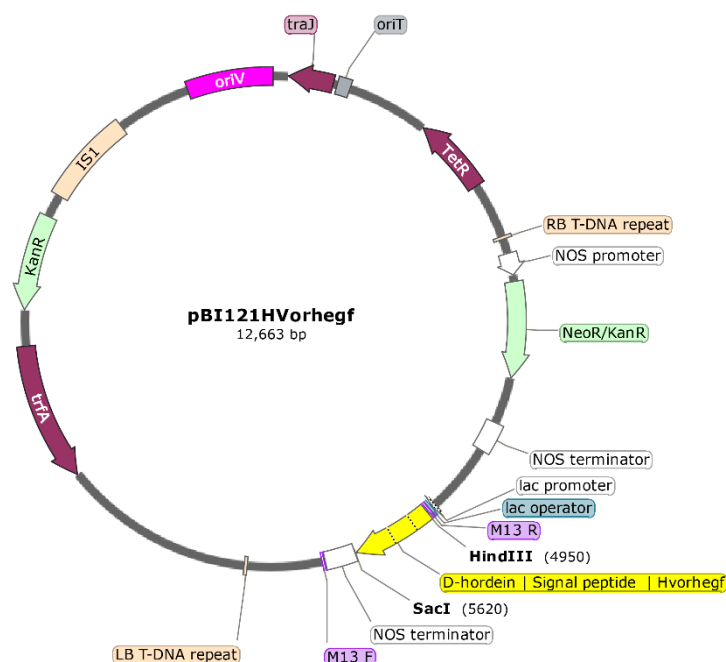 traJ
oriT
oriV
TetR
IS1
RB T-DNA repeat
NOS promoter
KanR
pBI121HVorhegf
12,663 bp
NeoR/KanR
trfA
NOS terminator
lac promoter
lac operator
M13 R
HindIII (4950)
D-hordein | Signal peptide | Hvorhegf
SacI (5620)
NOS terminator
LB T-DNA repeat
M13 F